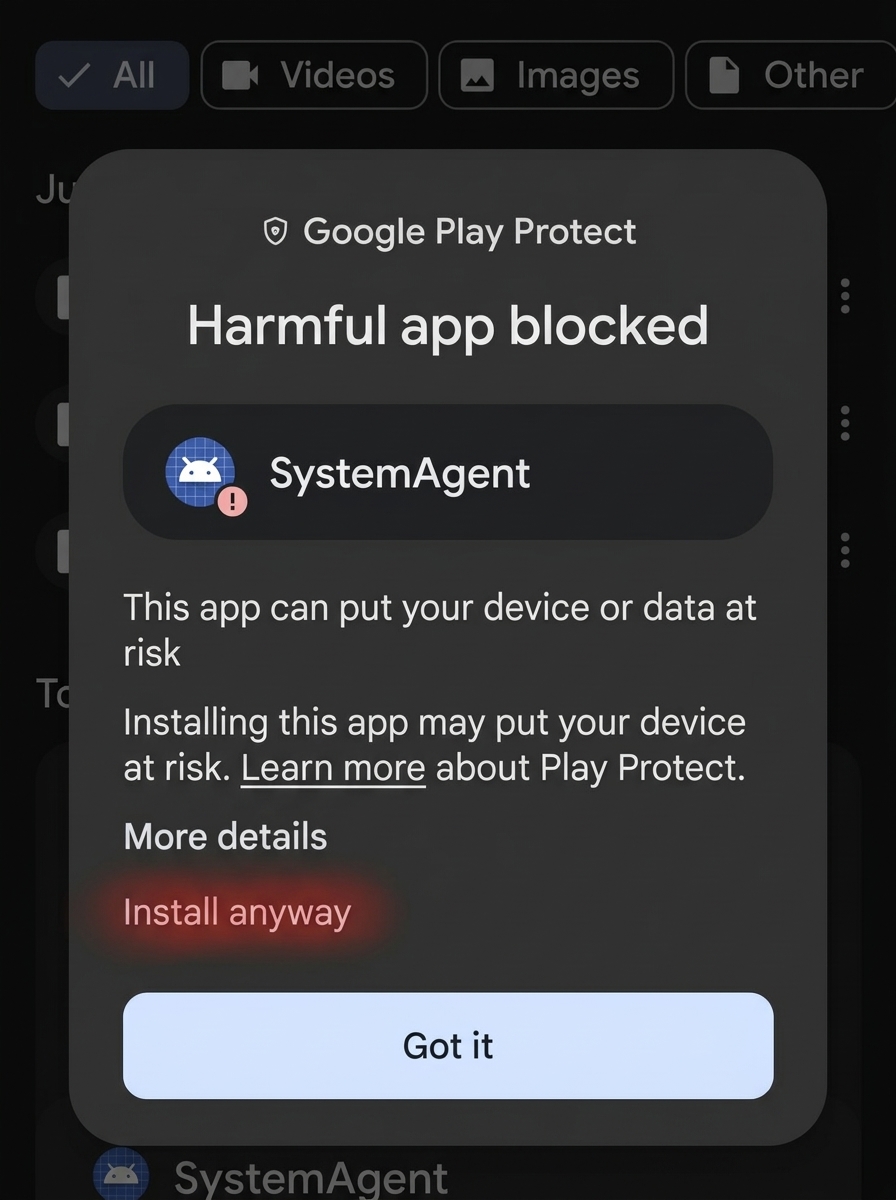 All
Videos
Images
Other
Ju
Google Play Protect
Harmful app blocked
SystemAgent
This app can put your device or data at
risk
Installing this app may put your device
at risk. Learn more about Play Protect.
To
More details
Install anyway
Got it
SystemAgent